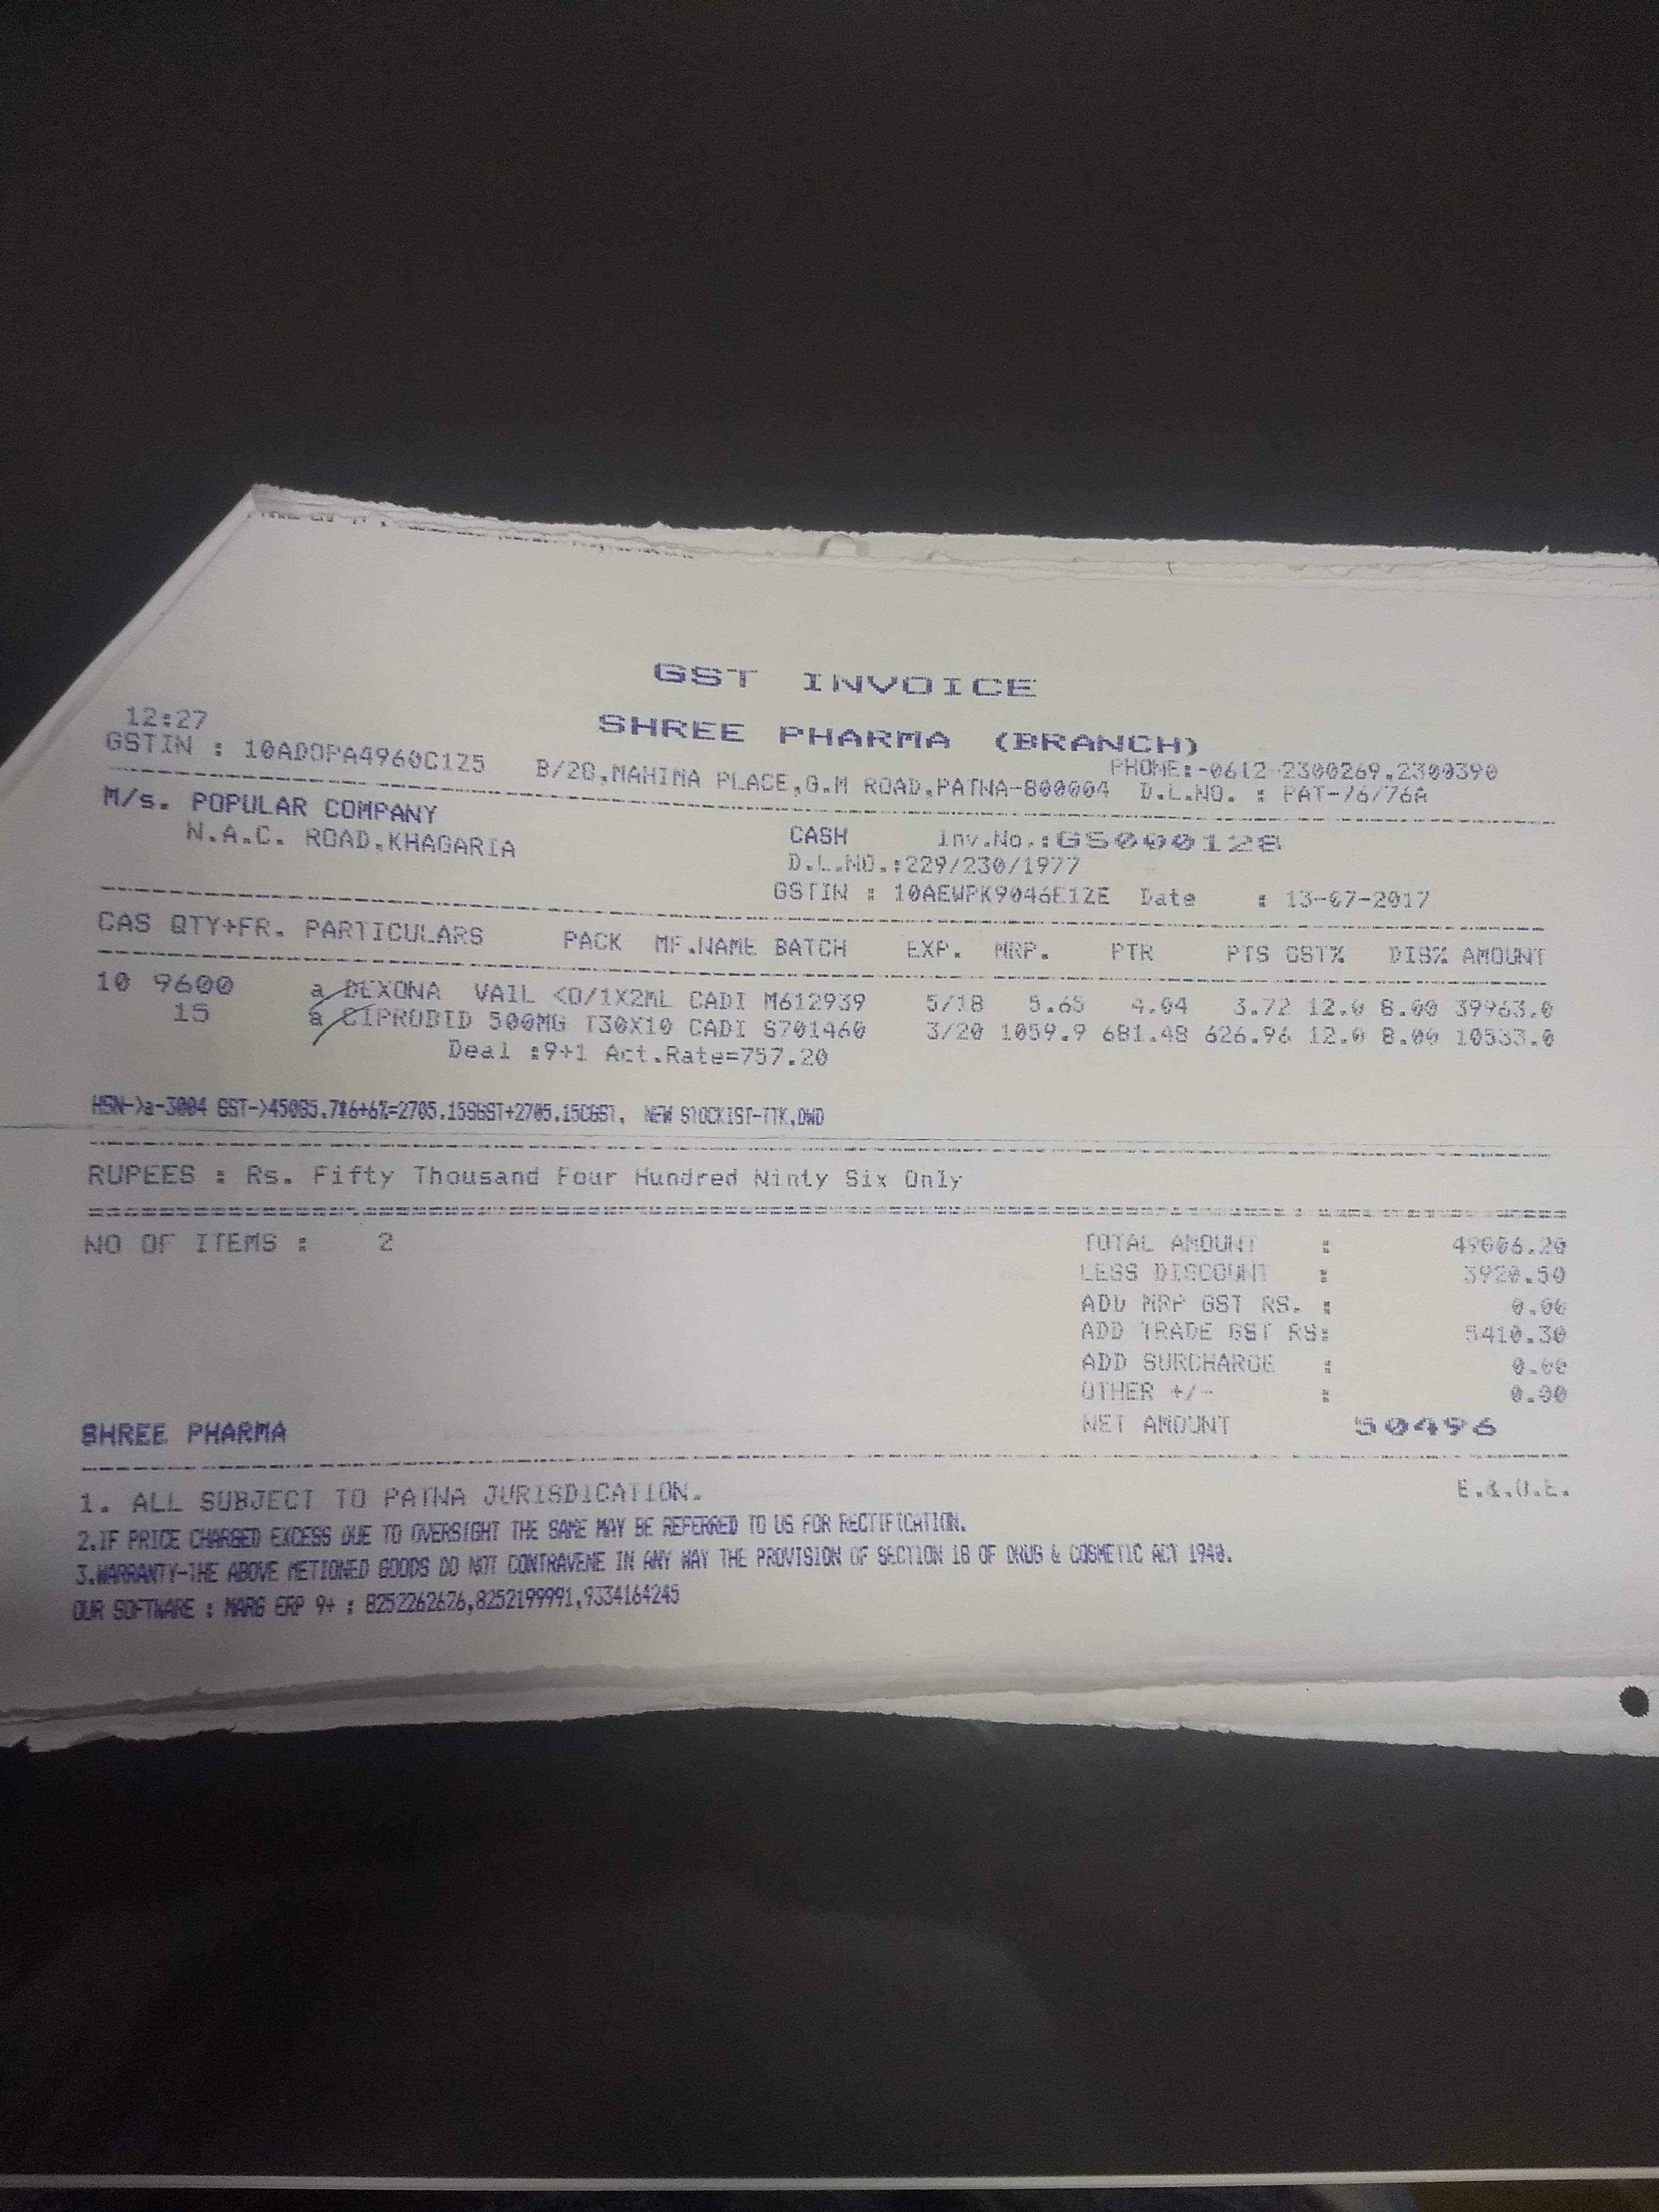 GST INVOICE
12:27
SHREE PHARMA (BRANCH)
GSTIN : 10ADOPA4960C1Z5
B/28,MAHIMA PLACE,G.M ROAD,PATNA-800004
PHONE:-0612-2300269,2300390
D.L.NO. : PAT-76/76A
M/s. POPULAR COMPANY
N.A.C. ROAD,KHAGARIA
CASH Inv.No.:GS000128
D.L.NO.:229/230/1977
GSTIN : 10AEWPK9046E1ZE Date : 13-07-2017
CAS QTY+FR. PARTICULARS PACK MF.NAME BATCH EXP. MRP. PTR PTS GST% DIS% AMOUNT
10 9600 a DEXONA VAIL <O/1X2ML CADI M612939 5/18 5.65 4.04 3.72 12.0 8.00 39963.0
15 a CIPROBID 500MG T30X10 CADI S701460 3/20 1059.9 681.48 626.96 12.0 8.00 10533.0
Deal :9+1 Act.Rate=757.20
HSN->a-3004 GST->45085.7*6+6%=2705.15SGST+2705.15CGST, NEW STOCKIST-TTK,DWD
RUPEES : Rs. Fifty Thousand Four Hundred Ninty Six Only
NO OF ITEMS : 2
TOTAL AMOUNT : 49006.20
LESS DISCOUNT : 3920.50
ADD MRP GST RS. : 0.00
ADD TRADE GST RS: 5410.30
ADD SURCHARGE : 0.00
OTHER +/- : 0.00
SHREE PHARMA
NET AMOUNT 50496
E.&.O.E.
1. ALL SUBJECT TO PATNA JURISDICATION.
2.IF PRICE CHARGED EXCESS DUE TO OVERSIGHT THE SAME MAY BE REFERRED TO US FOR RECTIFICATION.
3.WARRANTY-THE ABOVE METIONED GOODS DO NOT CONTRAVENE IN ANY WAY THE PROVISION OF SECTION 18 OF DRUG & COSMETIC ACT 1940.
OUR SOFTWARE : MARG ERP 9+ : 8252262626,8252199991,9334164245